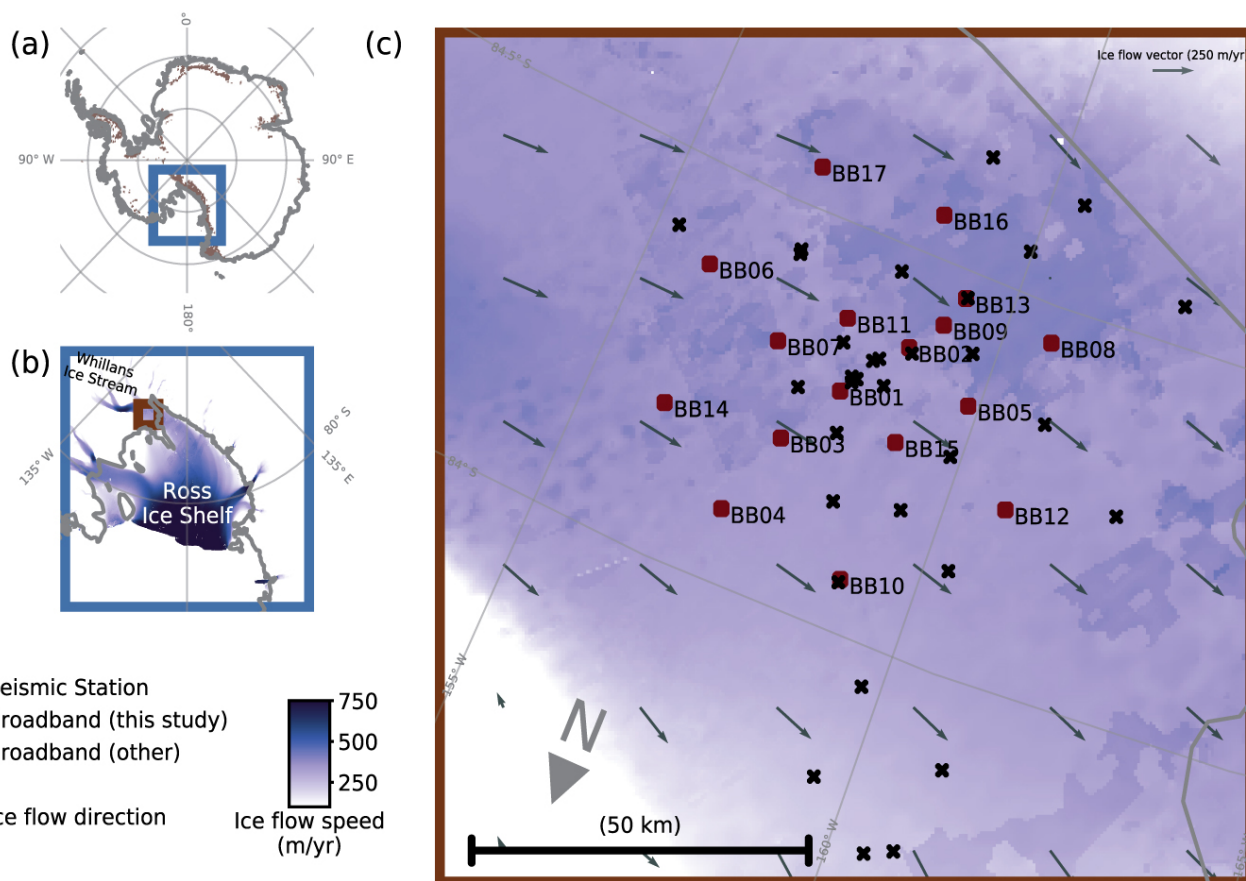 (a)
0°
90° W
90° E
180°
(b)
Whillans
Ice Stream
80° S
135° W
135° E
Ross
Ice Shelf
eismic Station
roadband (this study)
roadband (other)
ce flow direction
750
500
250
Ice flow speed
(m/yr)
(c)
84.5° S
Ice flow vector (250 m/yr
BB17
BB16
BB06
BB13
BB11
BB09
BB07
BB02
BB08
BB01
BB14
BB05
BB03
BB15
84° S
BB04
BB12
BB10
155° W
N
(50 km)
160° W
165° W